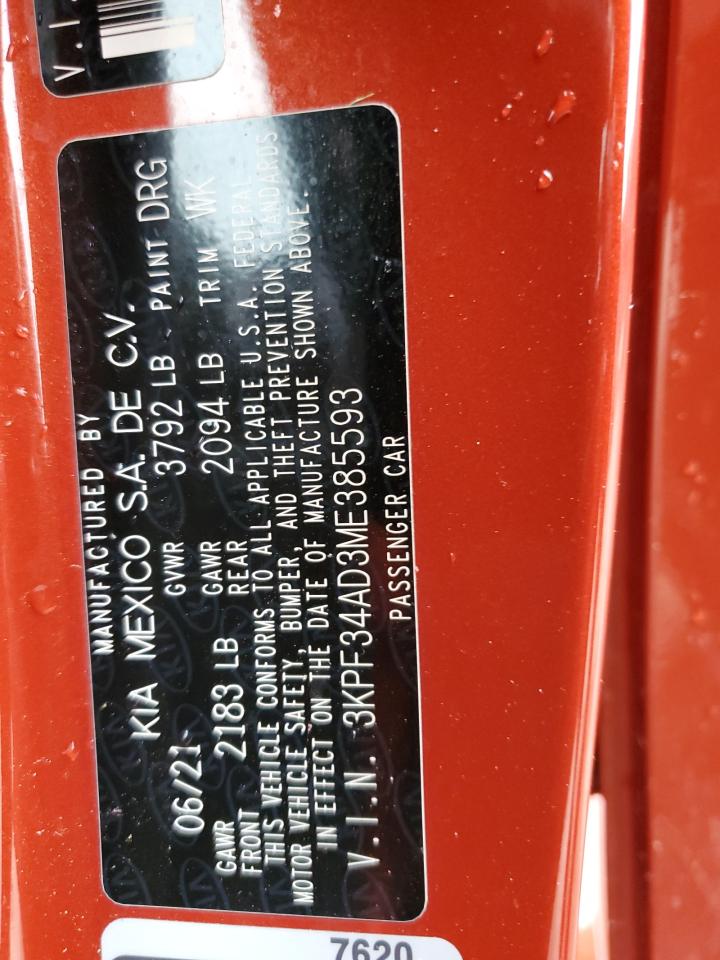 V.I.
MANUFACTURED BY
KIA MEXICO S.A. DE C.V.
06/21 GVWR 3792 LB PAINT DRG
GAWR GAWR
FRONT 2183 LB REAR 2094 LB TRIM WK
THIS VEHICLE CONFORMS TO ALL APPLICABLE U.S.A. FEDERAL
MOTOR VEHICLE SAFETY, BUMPER, AND THEFT PREVENTION STANDARDS
IN EFFECT ON THE DATE OF MANUFACTURE SHOWN ABOVE.
V.I.N. 3KPF34AD3ME385593
PASSENGER CAR
7620